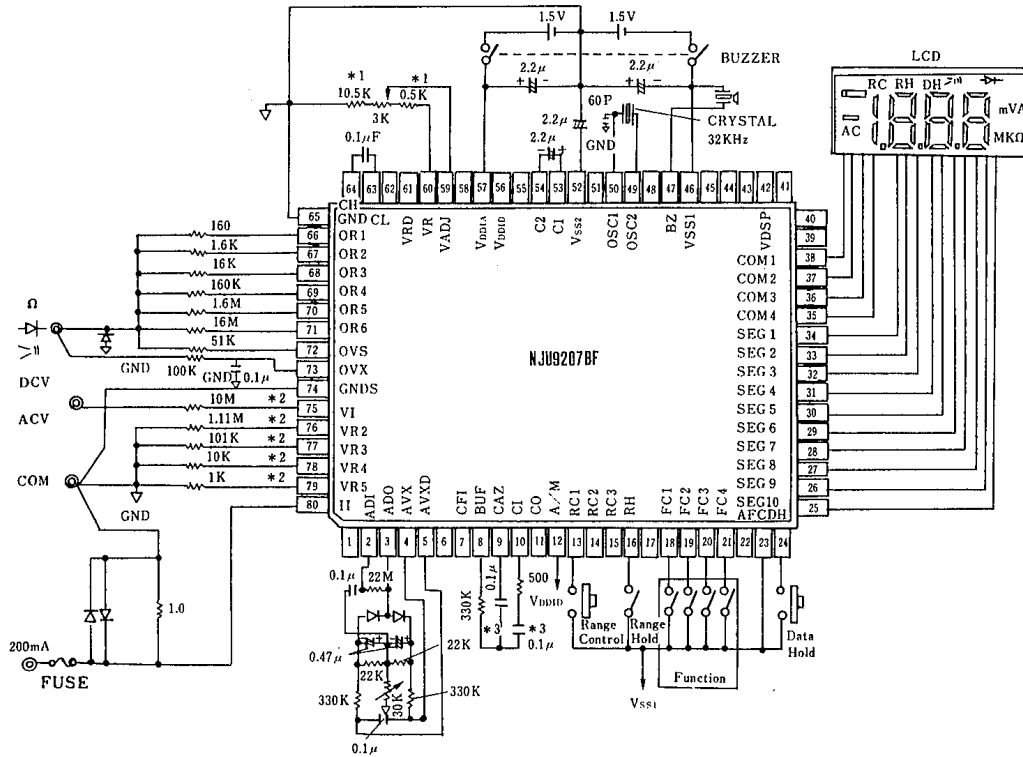 1.5V 1.5V
BUZZER
LCD
2.2μ 2.2μ
+ - + -
*1 *1
10.5K 0.5K
3K
60P
CRYSTAL
32KHz
2.2μ
GND
2.2μ
- +
0.1μF
RC RH DH
AC
mVA
MKΩ
64 63 62 61 60 59 58 57 56 55 54 53 52 51 50 49 48 47 46 45 44 43 42 41
CH
CL
VRD
VR
VADJ
VDDIA
VDDID
C2
CI
VSS2
OSC1
OSC2
BZ
VSS1
VDSP
65 GND
160 66 OR1
1.6K 67 OR2
16K 68 OR3
160K 69 OR4
1.6M 70 OR5
16M 71 OR6
51K 72 OVS
100K 73 OVX
74 GNDS
10M *2 75 VI
1.11M *2 76 VR2
101K *2 77 VR3
10K *2 78 VR4
1K *2 79 VR5
80 II
Ω
GND
GND 0.1μ
DCV
ACV
COM
GND
NJU9207BF
40
39
COM1 38
COM2 37
COM3 36
COM4 35
SEG1 34
SEG2 33
SEG3 32
SEG4 31
SEG5 30
SEG6 29
SEG7 28
SEG8 27
SEG9 26
SEG10 25
AFCDH
ADI
ADO
AVX
AVXD
CFI
BUF
CAZ
CI
CO
A/M
RC1
RC2
RC3
RH
FC1
FC2
FC3
FC4
1 2 3 4 5 6 7 8 9 10 11 12 13 14 15 16 17 18 19 20 21 22 23 24
0.1μ
22M
330K
0.1μ
*3
500
*3
0.1μ
VDDID
Range
Control
Range
Hold
Function
Data
Hold
VSS1
0.47μ
22K
22K
330K
30K
330K
0.1μ
1.0
200mA
FUSE